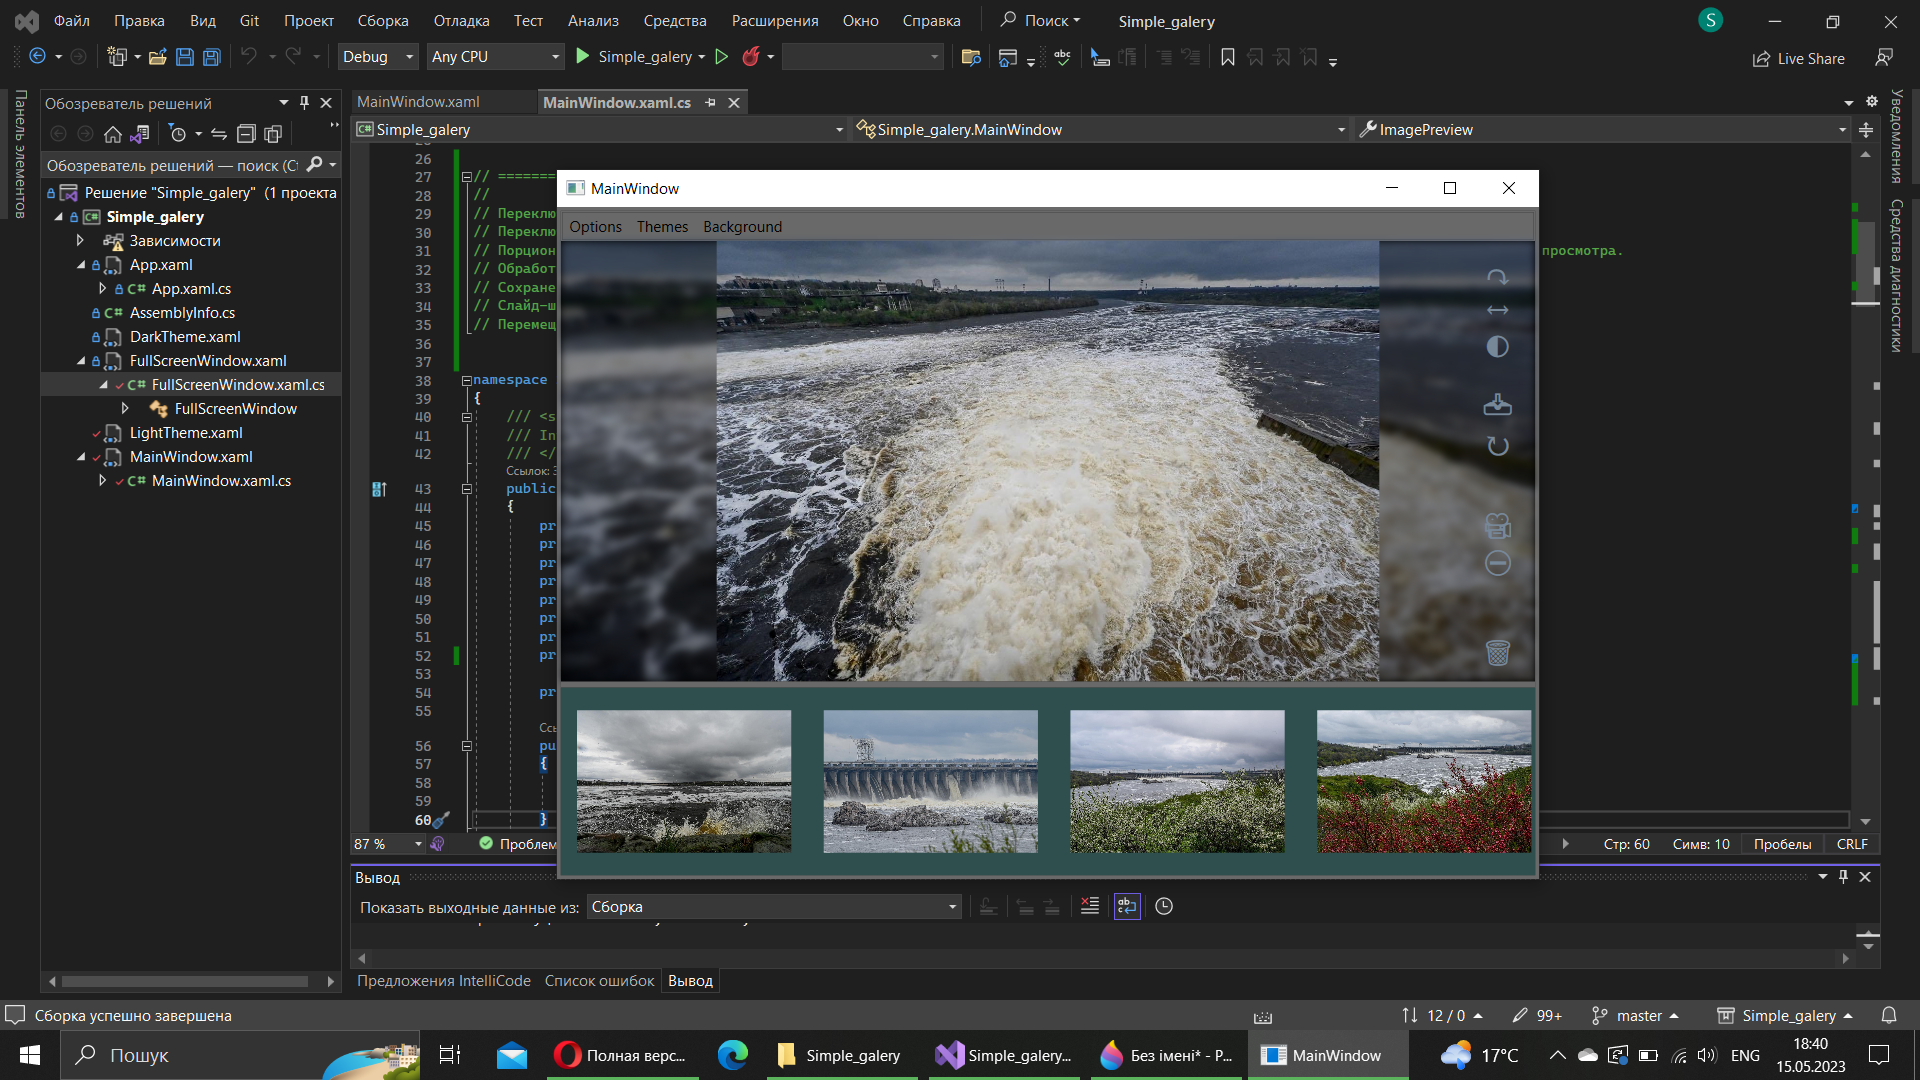 Файл Правка Вид Git Проект Сборка Отладка Тест Анализ Средства Расширения Окно Справка Поиск Simple_galery S
Debug Any CPU Simple_galery Live Share
Панель элементов
Обозреватель решений
Обозреватель решений — поиск (Ct
Решение "Simple_galery" (1 проекта
Simple_galery
Зависимости
App.xaml
App.xaml.cs
AssemblyInfo.cs
DarkTheme.xaml
FullScreenWindow.xaml
FullScreenWindow.xaml.cs
FullScreenWindow
LightTheme.xaml
MainWindow.xaml
MainWindow.xaml.cs
MainWindow.xaml MainWindow.xaml.cs
Simple_galery Simple_galery.MainWindow ImagePreview
26
27 // =======
28 //
29 // Переклю
30 // Переклю
31 // Порцион просмотра.
32 // Обработ
33 // Сохране
34 // Слайд-ш
35 // Перемещ
36
37
38 namespace
39 {
40 /// <s
41 /// In
42 /// </
Ссылок: 3
43 public
44 {
45 pr
46 pr
47 pr
48 pr
49 pr
50 pr
51 pr
52 pr
53
54 pr
55
Ссы
56 pu
57 {
58
59
60 }
MainWindow
Options Themes Background
Уведомления
Средства диагностики
87 % Проблем Стр: 60 Симв: 10 Пробелы CRLF
Вывод
Показать выходные данные из: Сборка
Предложения IntelliCode Список ошибок Вывод
Сборка успешно завершена 12 / 0 99+ master Simple_galery
Пошук Полная верс... Simple_galery Simple_galery... Без імені* - P... MainWindow 17°C ENG 18:40
15.05.2023